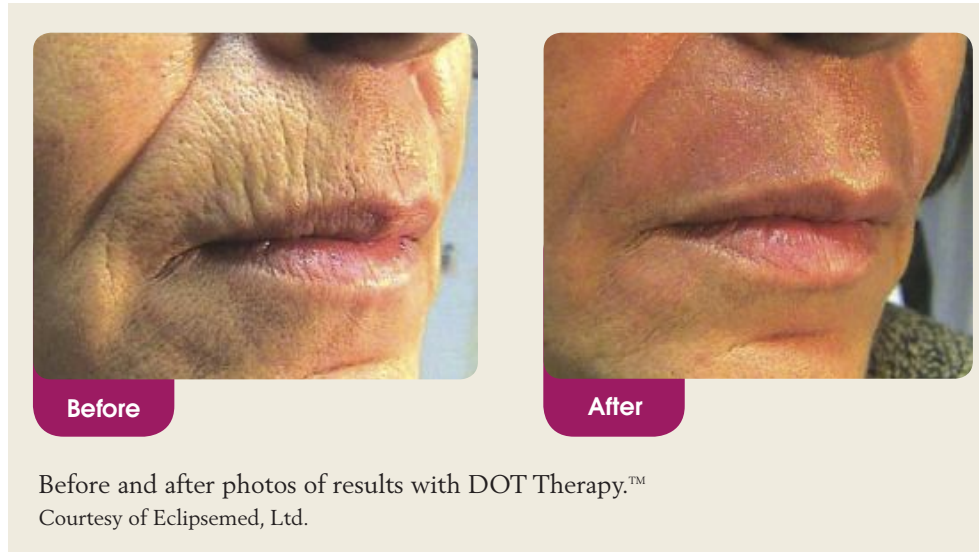 Before
After
Before and after photos of results with DOT Therapy.™
Courtesy of Eclipsemed, Ltd.